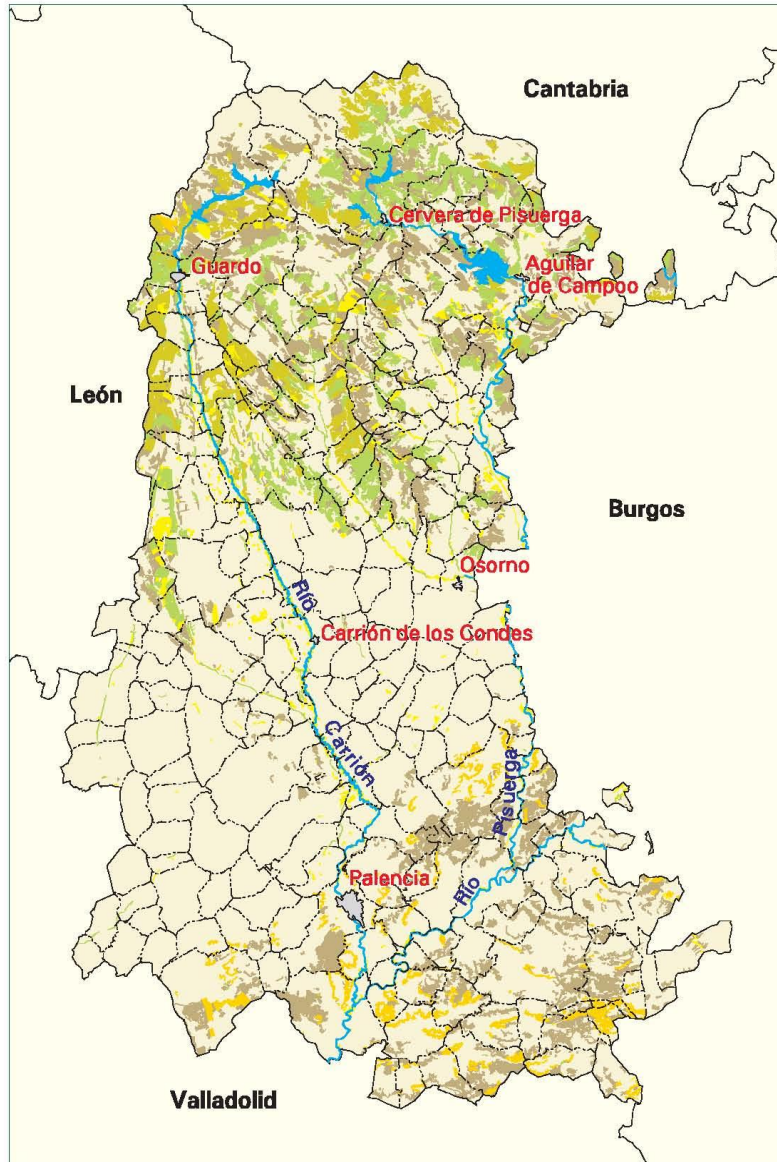 Cantabria
Cervera de Pisuerga
Guardo
Aguilar
de Campoo
León
Burgos
Osorno
Río
Carrión de los Condes
Carrión
Pisuerga
Palencia
Río
Valladolid